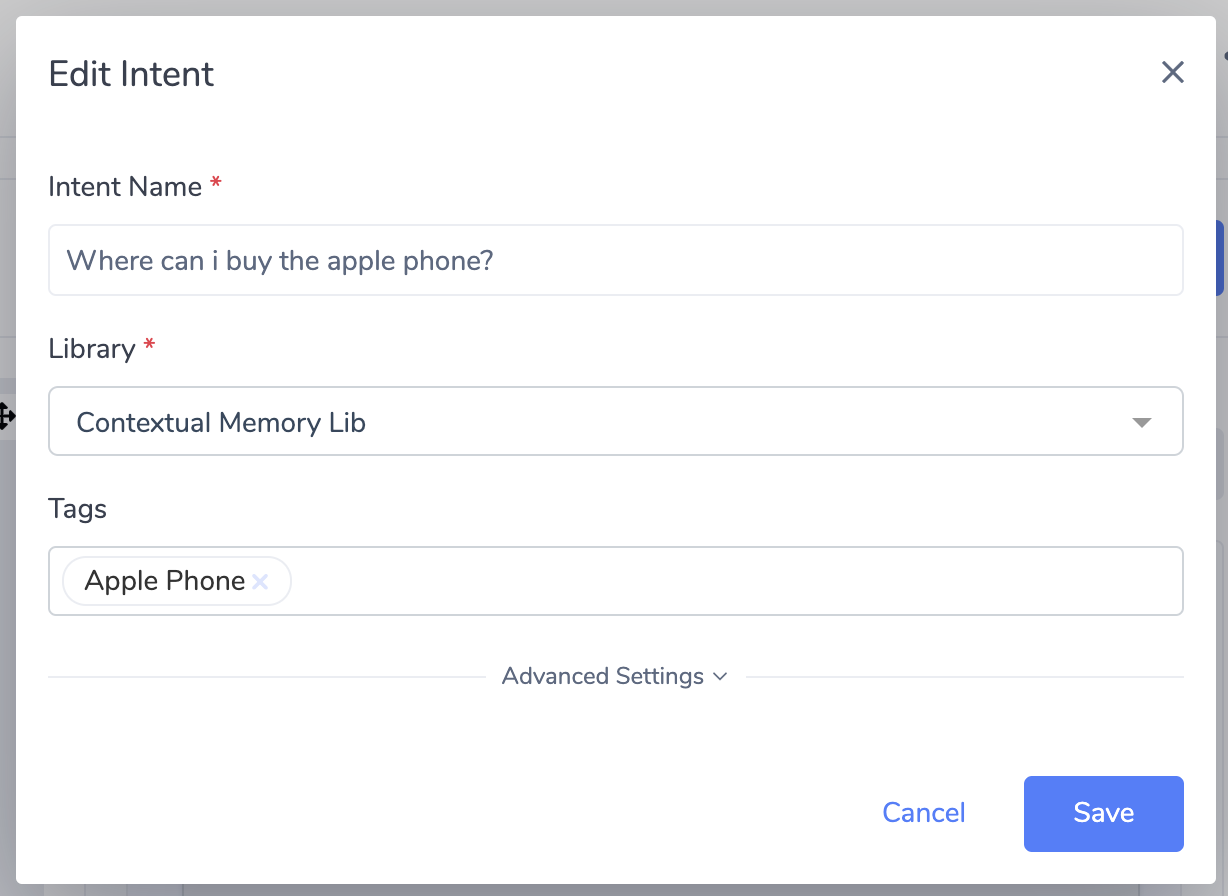 Edit Intent
Intent Name *
Where can i buy the apple phone?
Library *
Contextual Memory Lib
Tags
Apple Phone
Advanced Settings
Cancel
Save